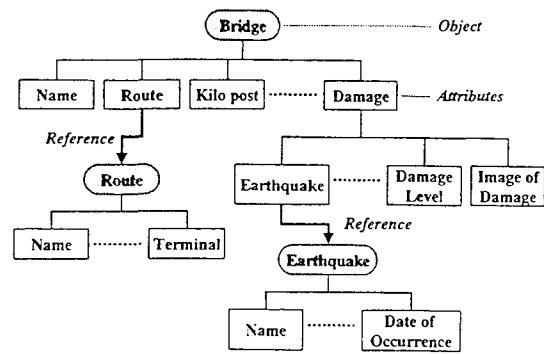 Bridge
Object
Name
Route
Kilo post
Damage
Attributes
Reference
Route
Earthquake
Damage
Level
Image of
Damage
Reference
Name
Terminal
Earthquake
Name
Date of
Occurrence